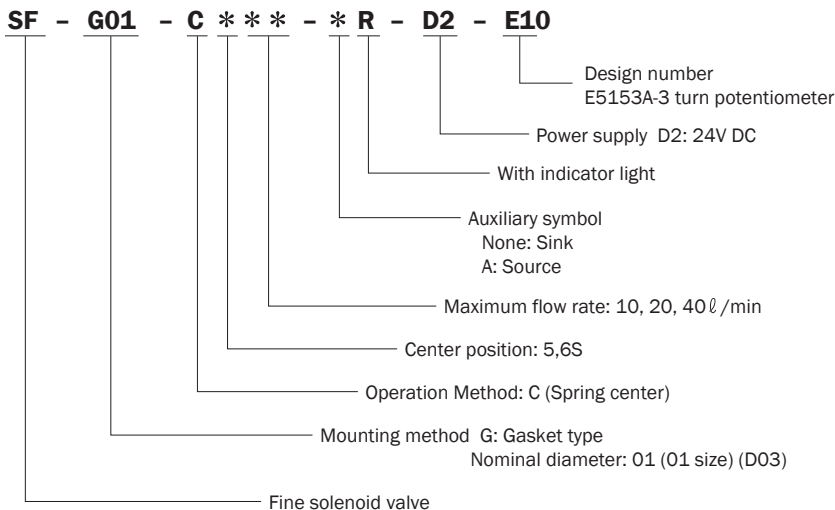 SF – G01 – C * * * – * R – D2 – E10
Design number
E5153A-3 turn potentiometer
Power supply D2: 24V DC
With indicator light
Auxiliary symbol
None: Sink
A: Source
Maximum flow rate: 10, 20, 40ℓ/min
Center position: 5,6S
Operation Method: C (Spring center)
Mounting method G: Gasket type
Nominal diameter: 01 (01 size) (D03)
Fine solenoid valve